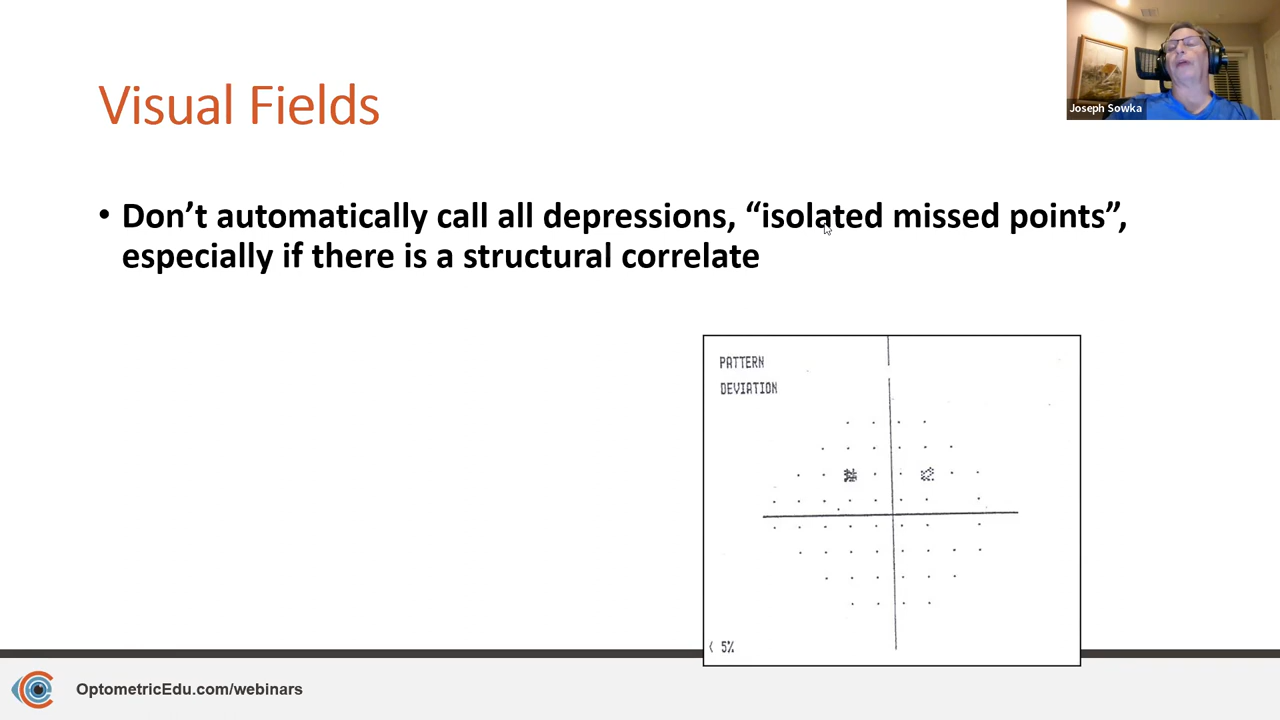 Joseph Sowka
Visual Fields
• Don’t automatically call all depressions, “isolated missed points”,
especially if there is a structural correlate
PATTERN
DEVIATION
< 5%
OptometricEdu.com/webinars